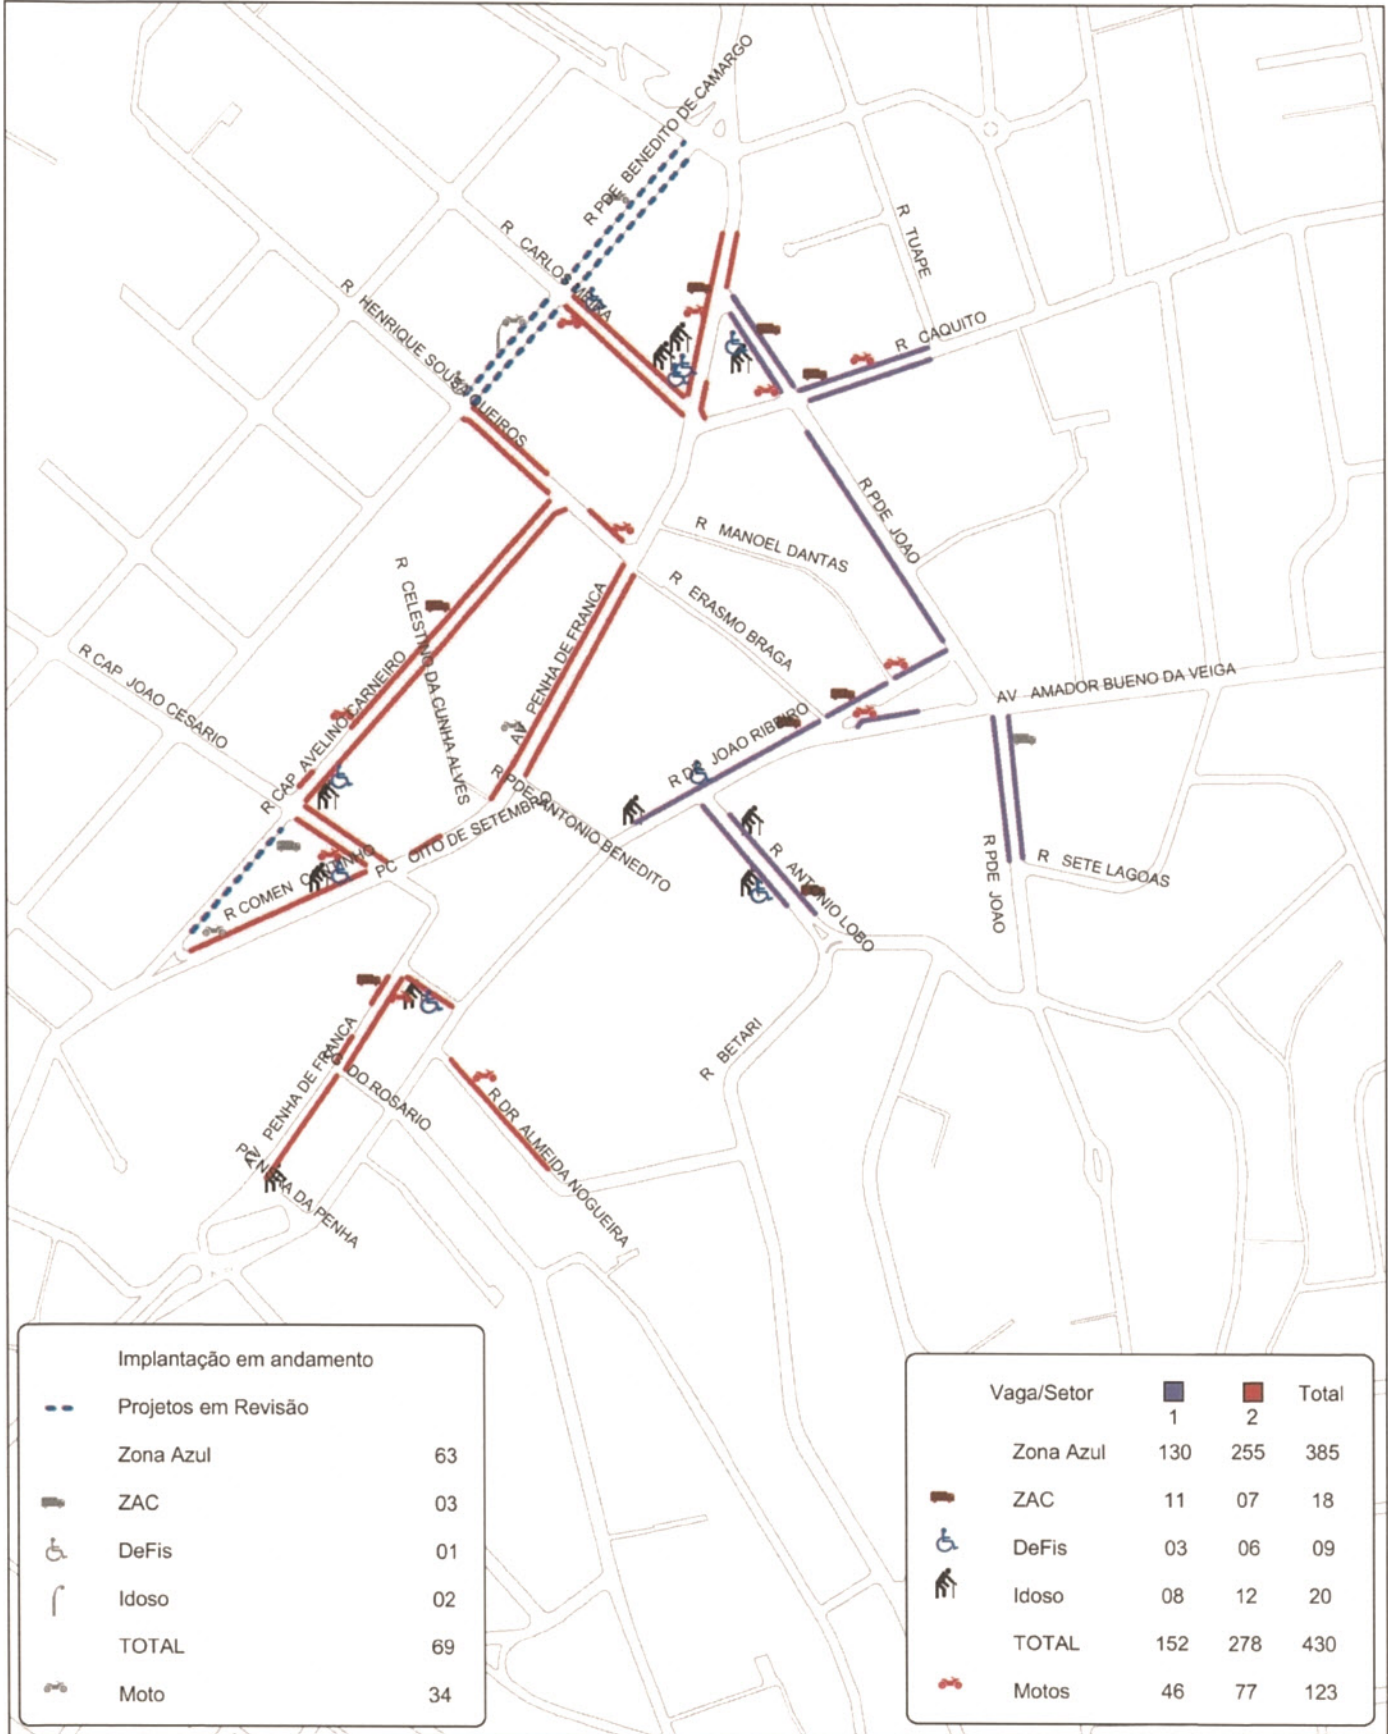 R PDE BENEDITO DE CAMARGO
R CARLOS MEIRA
R TUAPE
R HENRIQUE SOUSA QUEIROS
R CAQUITO
R PDE JOAO
R MANOEL DANTAS
R ERASMO BRAGA
R CELESTINO DA CUNHA ALVES
AV PENHA DE FRANCA
R CAP JOAO CESARIO
R CAP AVELINO CARNEIRO
AV AMADOR BUENO DA VEIGA
R DR JOAO RIBEIRO
R PDE ANTONIO BENEDITO
PC OITO DE SETEMBRO
R COMEN CANTINHO
R ANTONIO LOBO
R PDE JOAO
R SETE LAGOAS
R BETARI
AV PENHA DE FRANCA
DO ROSARIO
R DR ALMEIDA NOGUEIRA
DA PENHA
Implantação em andamento
Projetos em Revisão
Zona Azul 63
ZAC 03
DeFis 01
Idoso 02
TOTAL 69
Moto 34
Vaga/Setor 1 2 Total
Zona Azul 130 255 385
ZAC 11 07 18
DeFis 03 06 09
Idoso 08 12 20
TOTAL 152 278 430
Motos 46 77 123